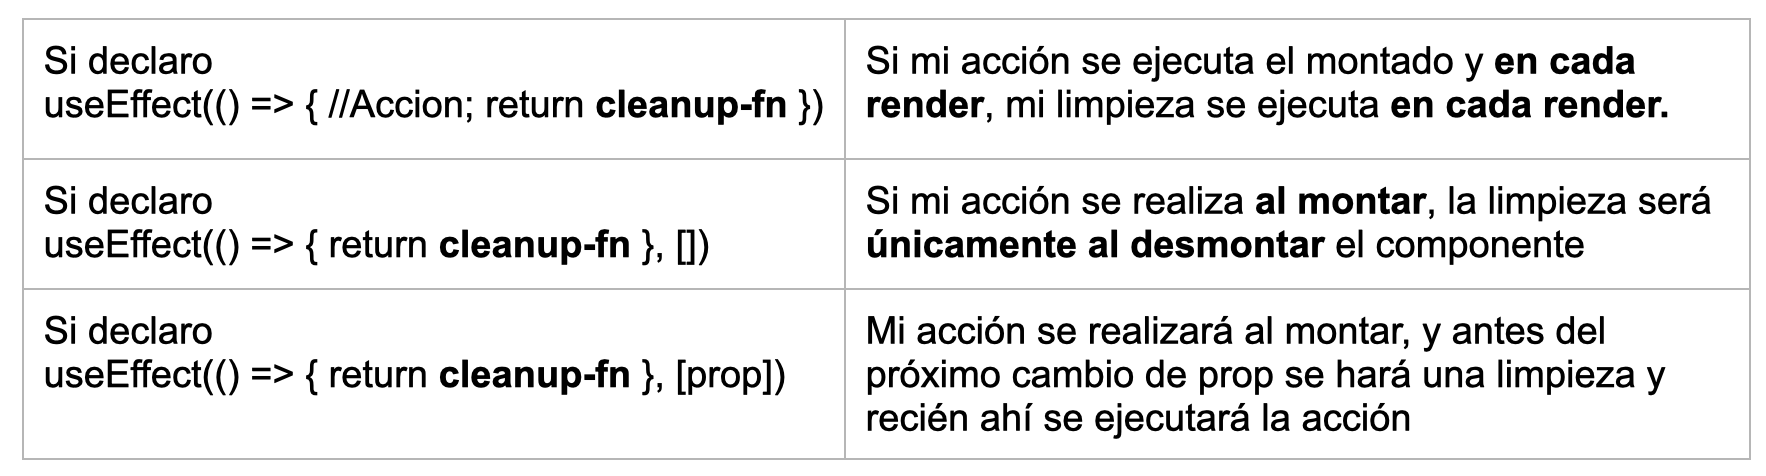 Si declaro
useEffect(() => { //Accion; return cleanup-fn })
Si mi acción se ejecuta el montado y en cada
render, mi limpieza se ejecuta en cada render.
Si declaro
useEffect(() => { return cleanup-fn }, [])
Si mi acción se realiza al montar, la limpieza será
únicamente al desmontar el componente
Si declaro
useEffect(() => { return cleanup-fn }, [prop])
Mi acción se realizará al montar, y antes del
próximo cambio de prop se hará una limpieza y
recién ahí se ejecutará la acción